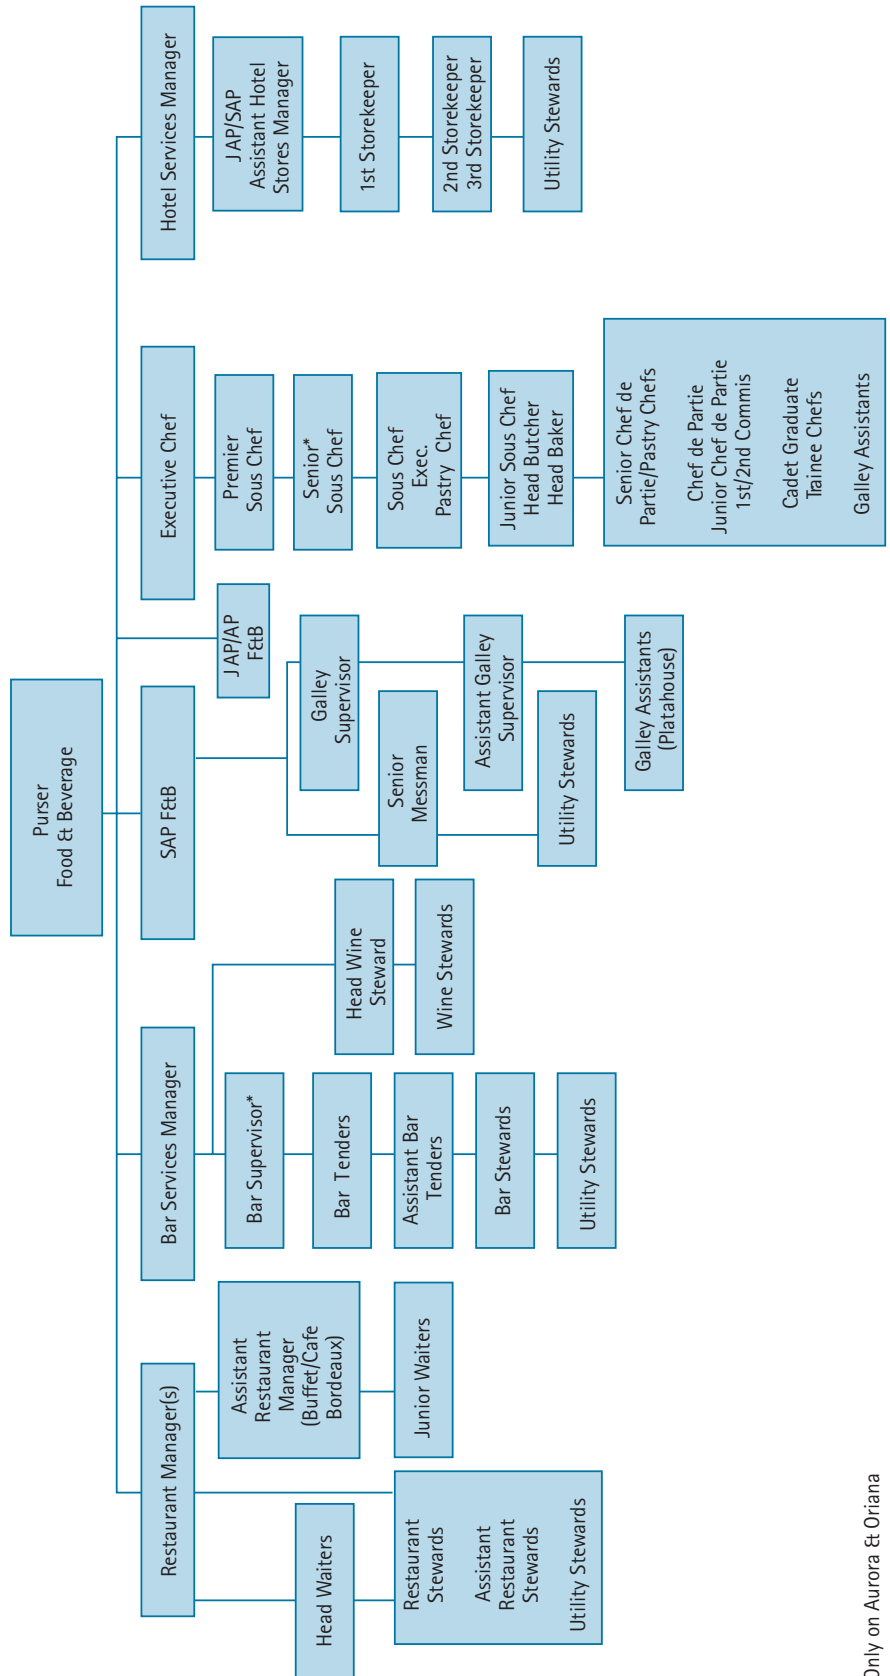 Purser
Food & Beverage
Restaurant Manager(s)
Head Waiters
Restaurant
Stewards
Assistant
Restaurant
Stewards
Utility Stewards
Assistant
Restaurant
Manager
(Buffet/Cafe
Bordeaux)
Junior Waiters
Bar Services Manager
Bar Supervisor*
Bar Tenders
Assistant Bar
Tenders
Bar Stewards
Utility Stewards
Head Wine
Steward
Wine Stewards
SAP F&B
Senior
Messman
Utility Stewards
Galley
Supervisor
Assistant Galley
Supervisor
Galley Assistants
(Platahouse)
JAP/AP
F&B
Executive Chef
Premier
Sous Chef
Senior*
Sous Chef
Sous Chef
Exec.
Pastry Chef
Junior Sous Chef
Head Butcher
Head Baker
Senior Chef de
Partie/Pastry Chefs
Chef de Partie
Junior Chef de Partie
1st/2nd Commis
Cadet Graduate
Trainee Chefs
Galley Assistants
Hotel Services Manager
JAP/SAP
Assistant Hotel
Stores Manager
1st Storekeeper
2nd Storekeeper
3rd Storekeeper
Utility Stewards
Only on Aurora & Oriana